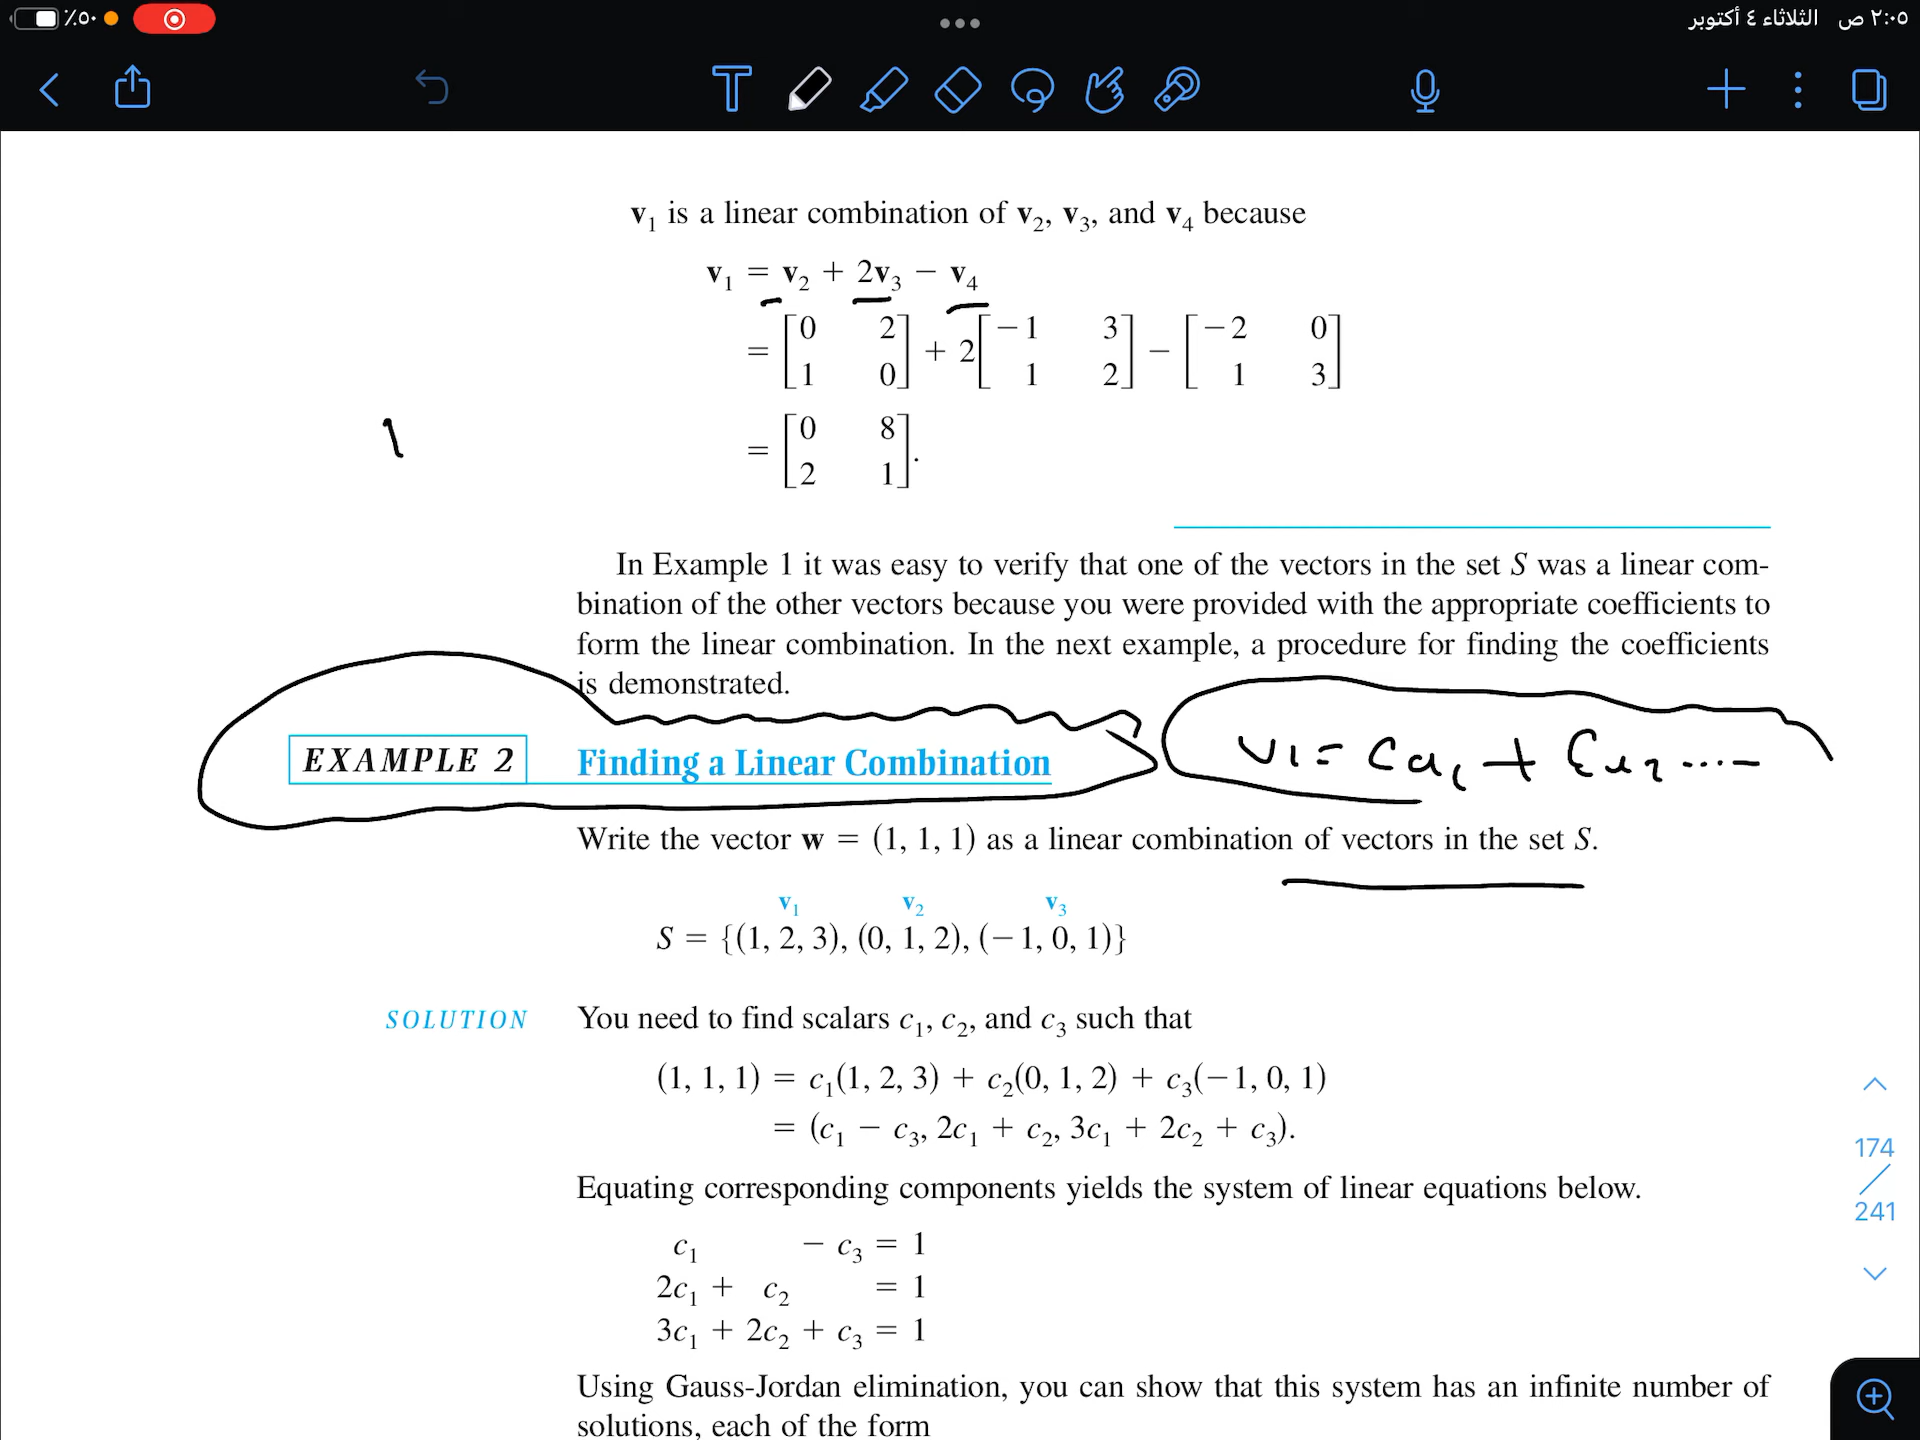 ٪٥٠
٢:٠٥ ص الثلاثاء ٤ أكتوبر
v₁ is a linear combination of v₂, v₃, and v₄ because
v₁ = v₂ + 2v₃ − v₄
= [0 2; 1 0] + 2[−1 3; 1 2] − [−2 0; 1 3]
= [0 8; 2 1].
In Example 1 it was easy to verify that one of the vectors in the set S was a linear com-
bination of the other vectors because you were provided with the appropriate coefficients to
form the linear combination. In the next example, a procedure for finding the coefficients
is demonstrated.
EXAMPLE 2 Finding a Linear Combination
Write the vector w = (1, 1, 1) as a linear combination of vectors in the set S.
v₁ v₂ v₃
S = {(1, 2, 3), (0, 1, 2), (−1, 0, 1)}
SOLUTION You need to find scalars c₁, c₂, and c₃ such that
(1, 1, 1) = c₁(1, 2, 3) + c₂(0, 1, 2) + c₃(−1, 0, 1)
= (c₁ − c₃, 2c₁ + c₂, 3c₁ + 2c₂ + c₃).
Equating corresponding components yields the system of linear equations below.
c₁ − c₃ = 1
2c₁ + c₂ = 1
3c₁ + 2c₂ + c₃ = 1
Using Gauss-Jordan elimination, you can show that this system has an infinite number of
solutions, each of the form
174
241